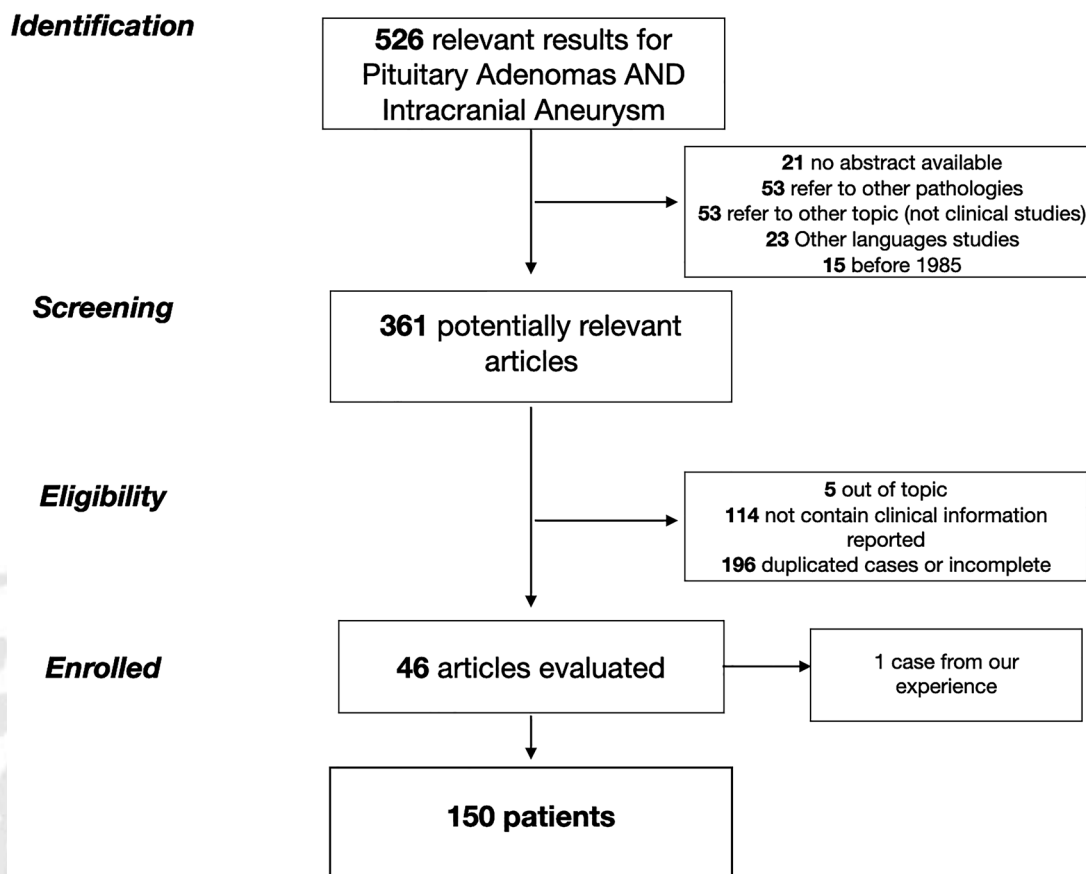 Identification
526 relevant results for
Pituitary Adenomas AND
Intracranial Aneurysm
21 no abstract available
53 refer to other pathologies
53 refer to other topic (not clinical studies)
23 Other languages studies
15 before 1985
Screening
361 potentially relevant
articles
Eligibility
5 out of topic
114 not contain clinical information
reported
196 duplicated cases or incomplete
Enrolled
46 articles evaluated
1 case from our
experience
150 patients